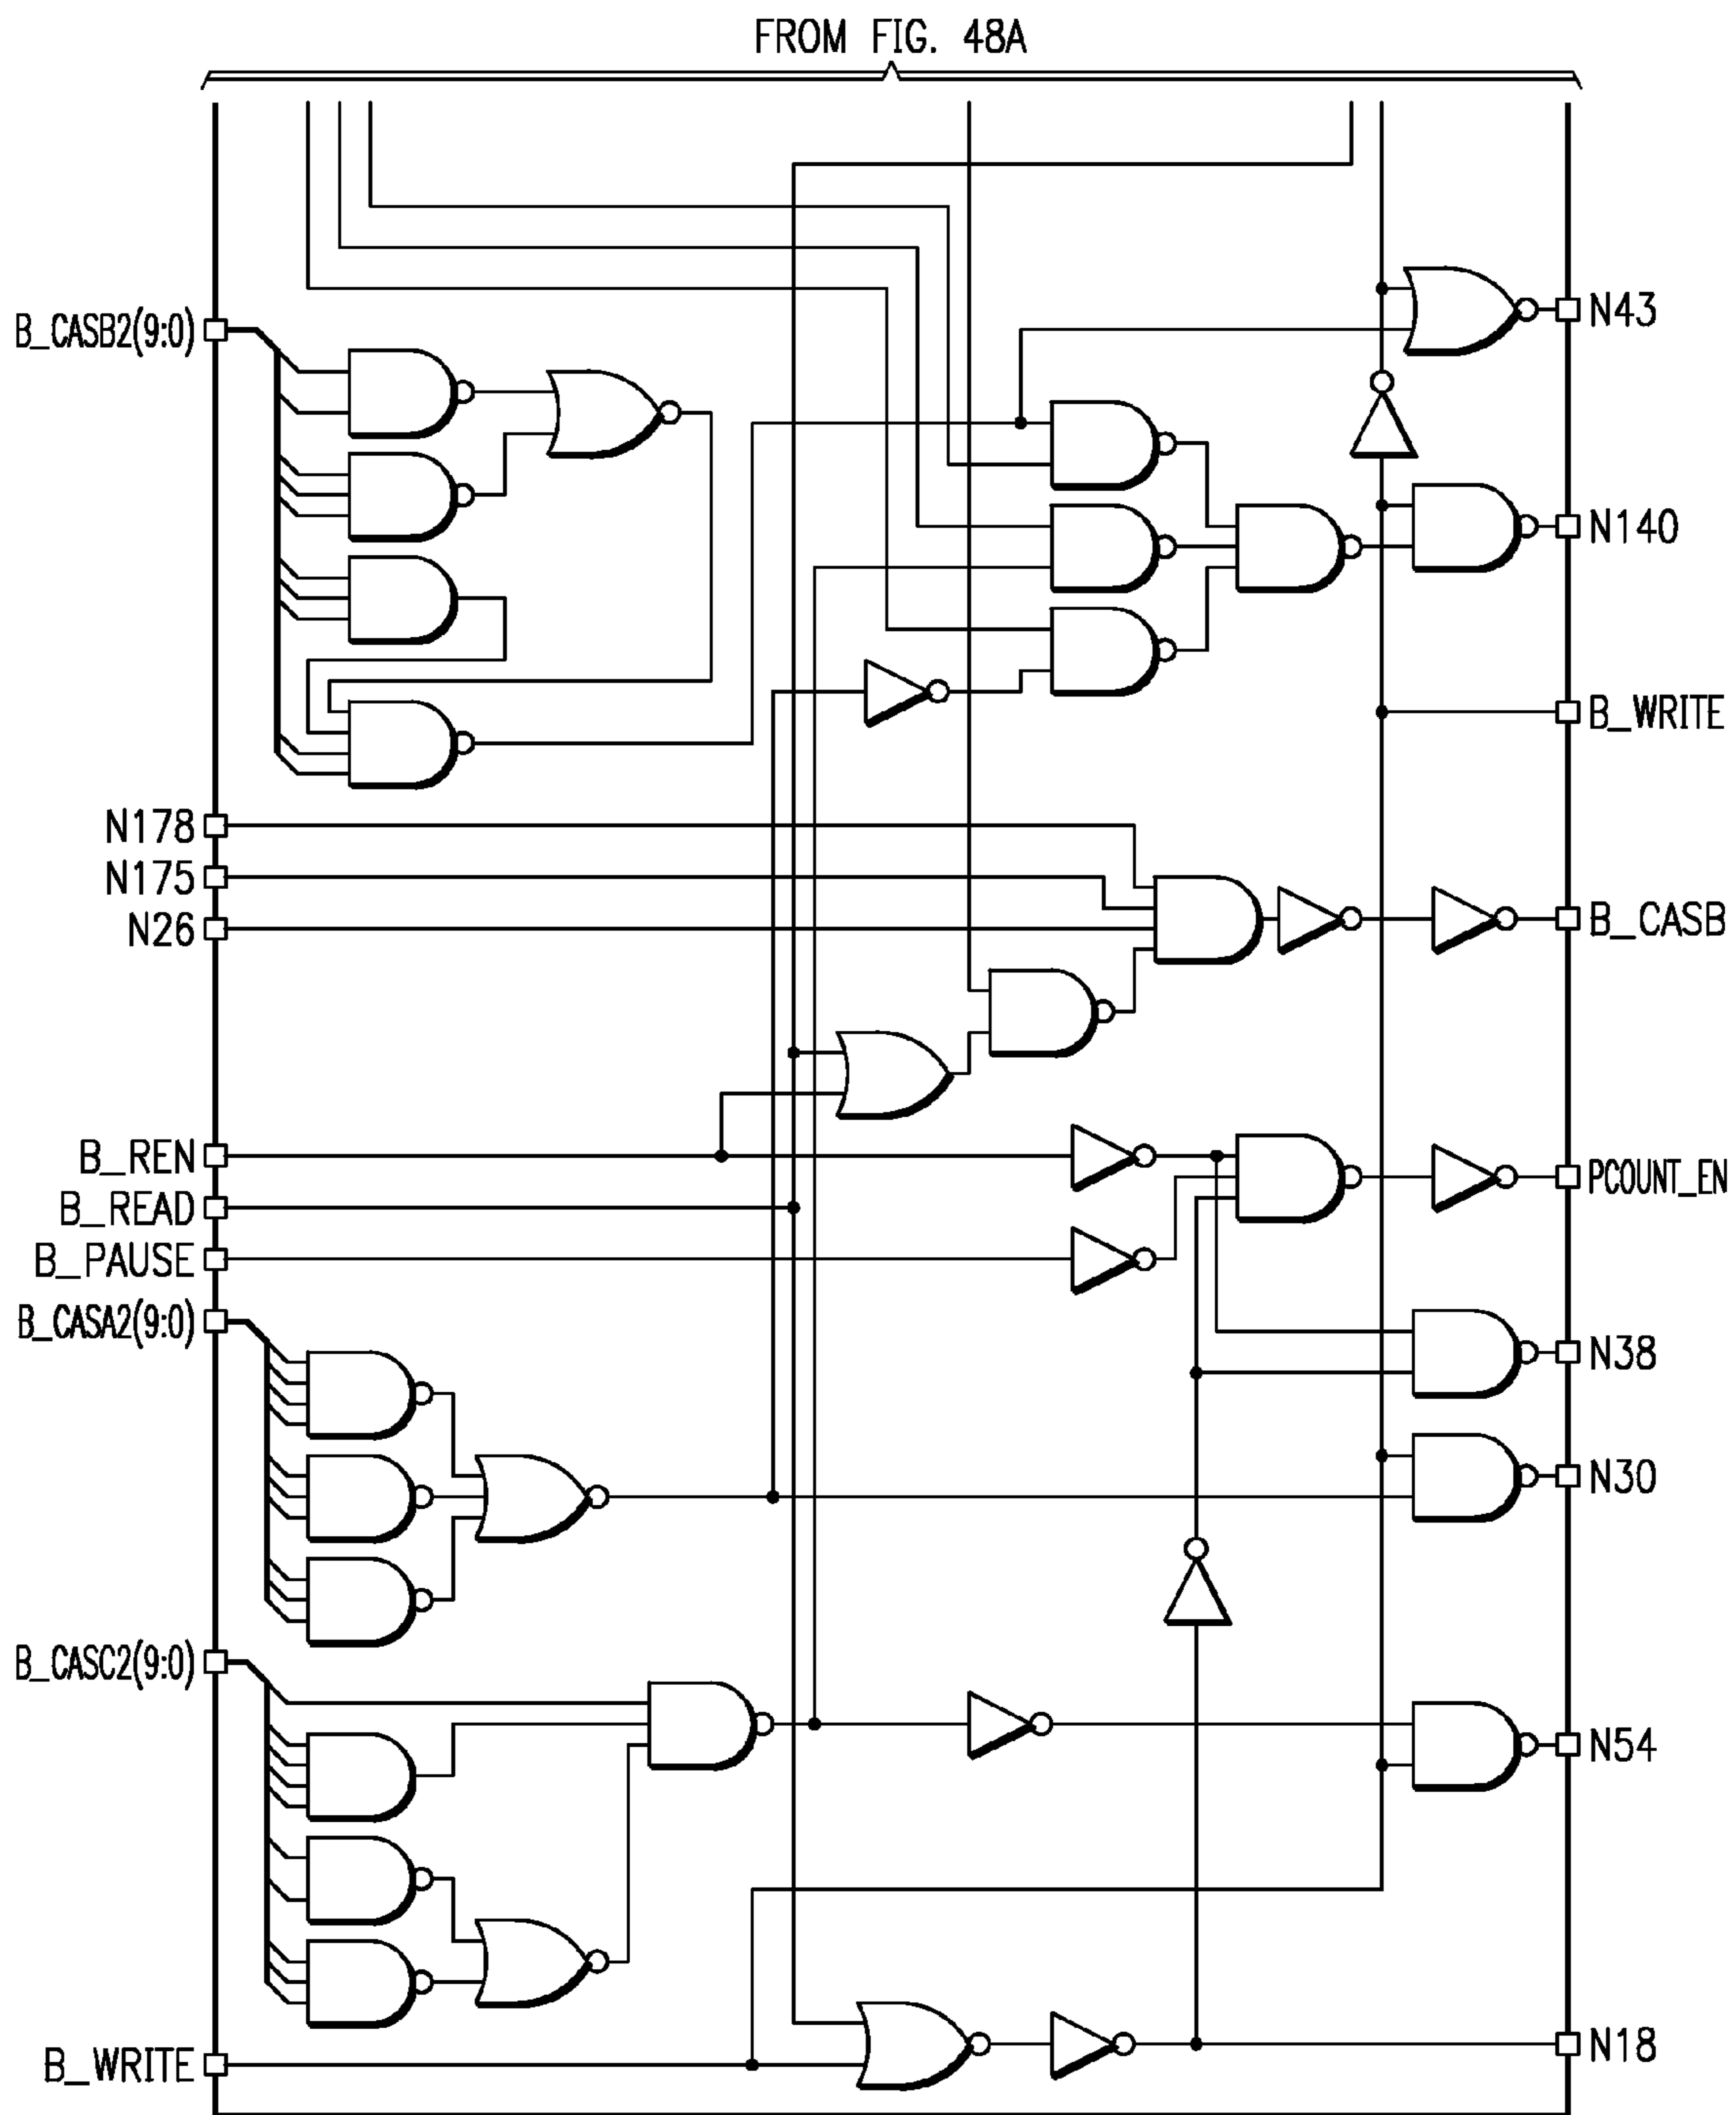 FROM FIG. 48A
B_CASB2(9:0)
N178
N175
N26
B_REN
B_READ
B_PAUSE
B_CASA2(9:0)
B_CASC2(9:0)
B_WRITE
N43
N140
B_WRITE
B_CASB
PCOUNT_EN
N38
N30
N54
N18